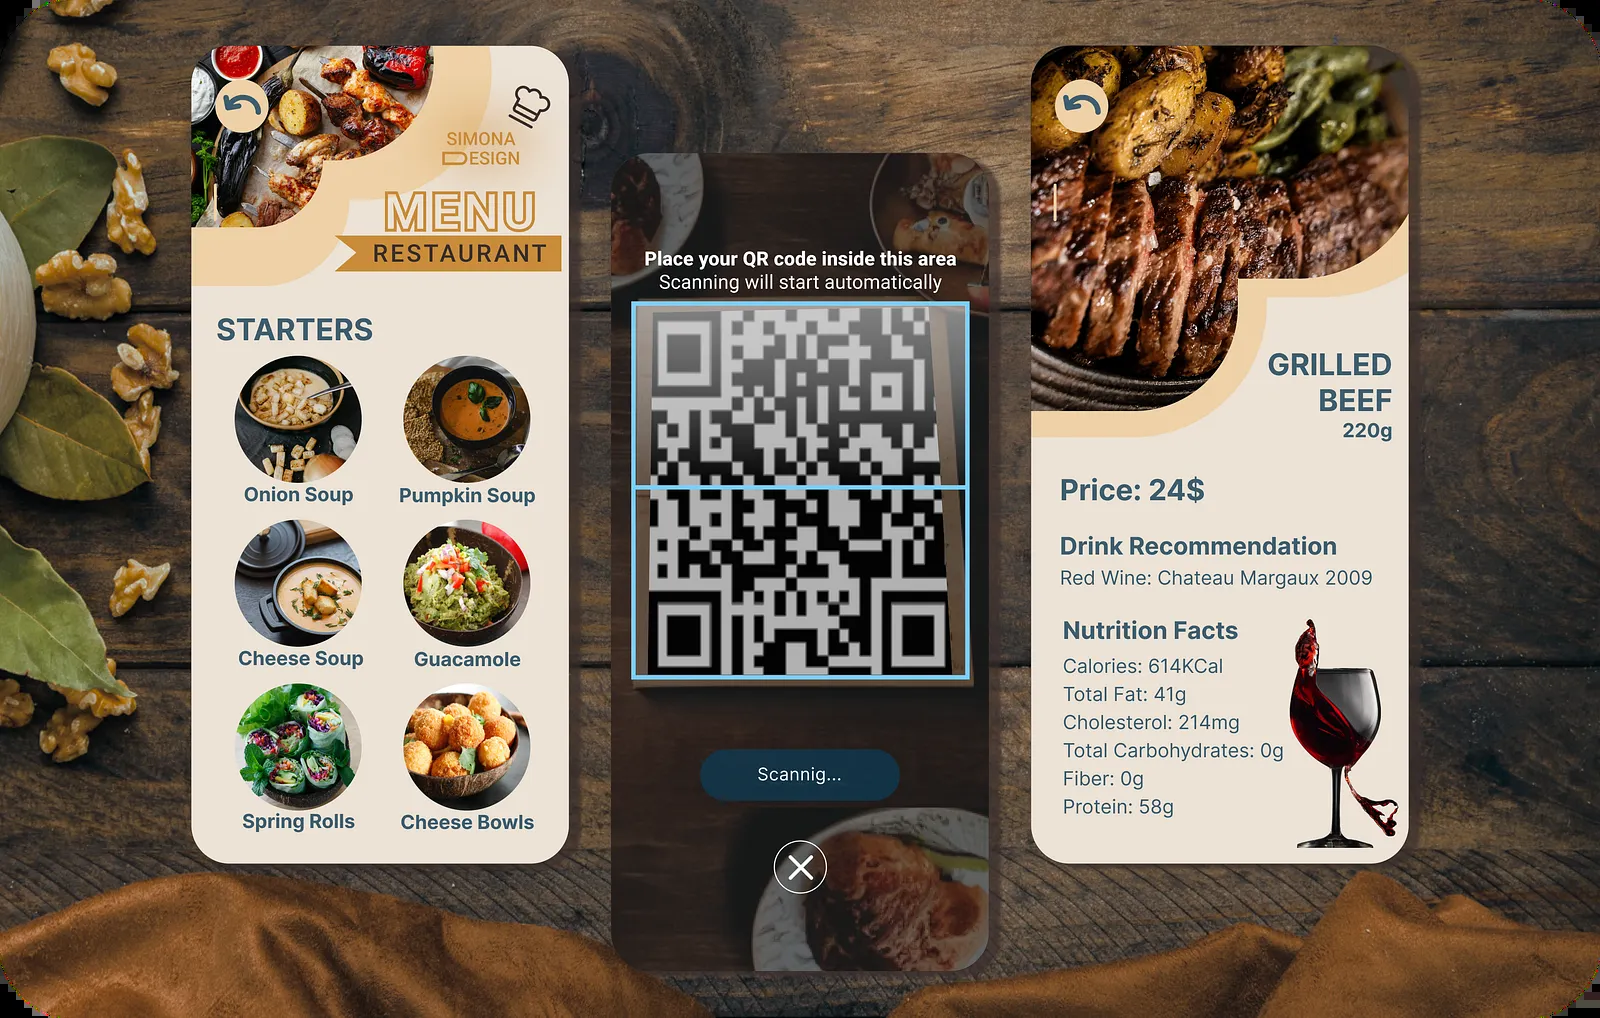 SIMONA
DESIGN
MENU
RESTAURANT
STARTERS
Onion Soup
Pumpkin Soup
Cheese Soup
Guacamole
Spring Rolls
Cheese Bowls
Place your QR code inside this area
Scanning will start automatically
Scannig...
GRILLED
BEEF
220g
Price: 24$
Drink Recommendation
Red Wine: Chateau Margaux 2009
Nutrition Facts
Calories: 614KCal
Total Fat: 41g
Cholesterol: 214mg
Total Carbohydrates: 0g
Fiber: 0g
Protein: 58g